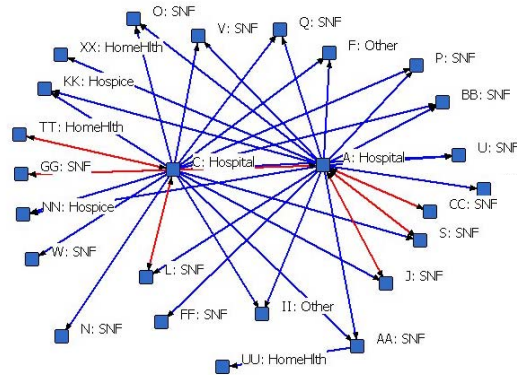 O: SNF
V: SNF
Q: SNF
F: Other
XX: HomeHlth
P: SNF
KK: Hospice
BB: SNF
TT: HomeHlth
U: SNF
C: Hospital
A: Hospital
GG: SNF
CC: SNF
NN: Hospice
S: SNF
W: SNF
L: SNF
J: SNF
II: Other
N: SNF
FF: SNF
AA: SNF
UU: HomeHlth